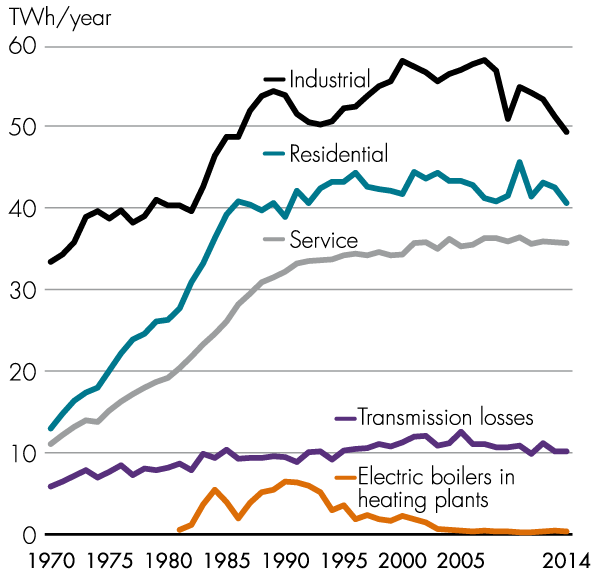 TWh/year
60
Industrial
50
Residential
40
Service
30
20
Transmission losses
10
Electric boilers in
heating plants
0
1970 1975 1980 1985 1990 1995 2000 2005 2014